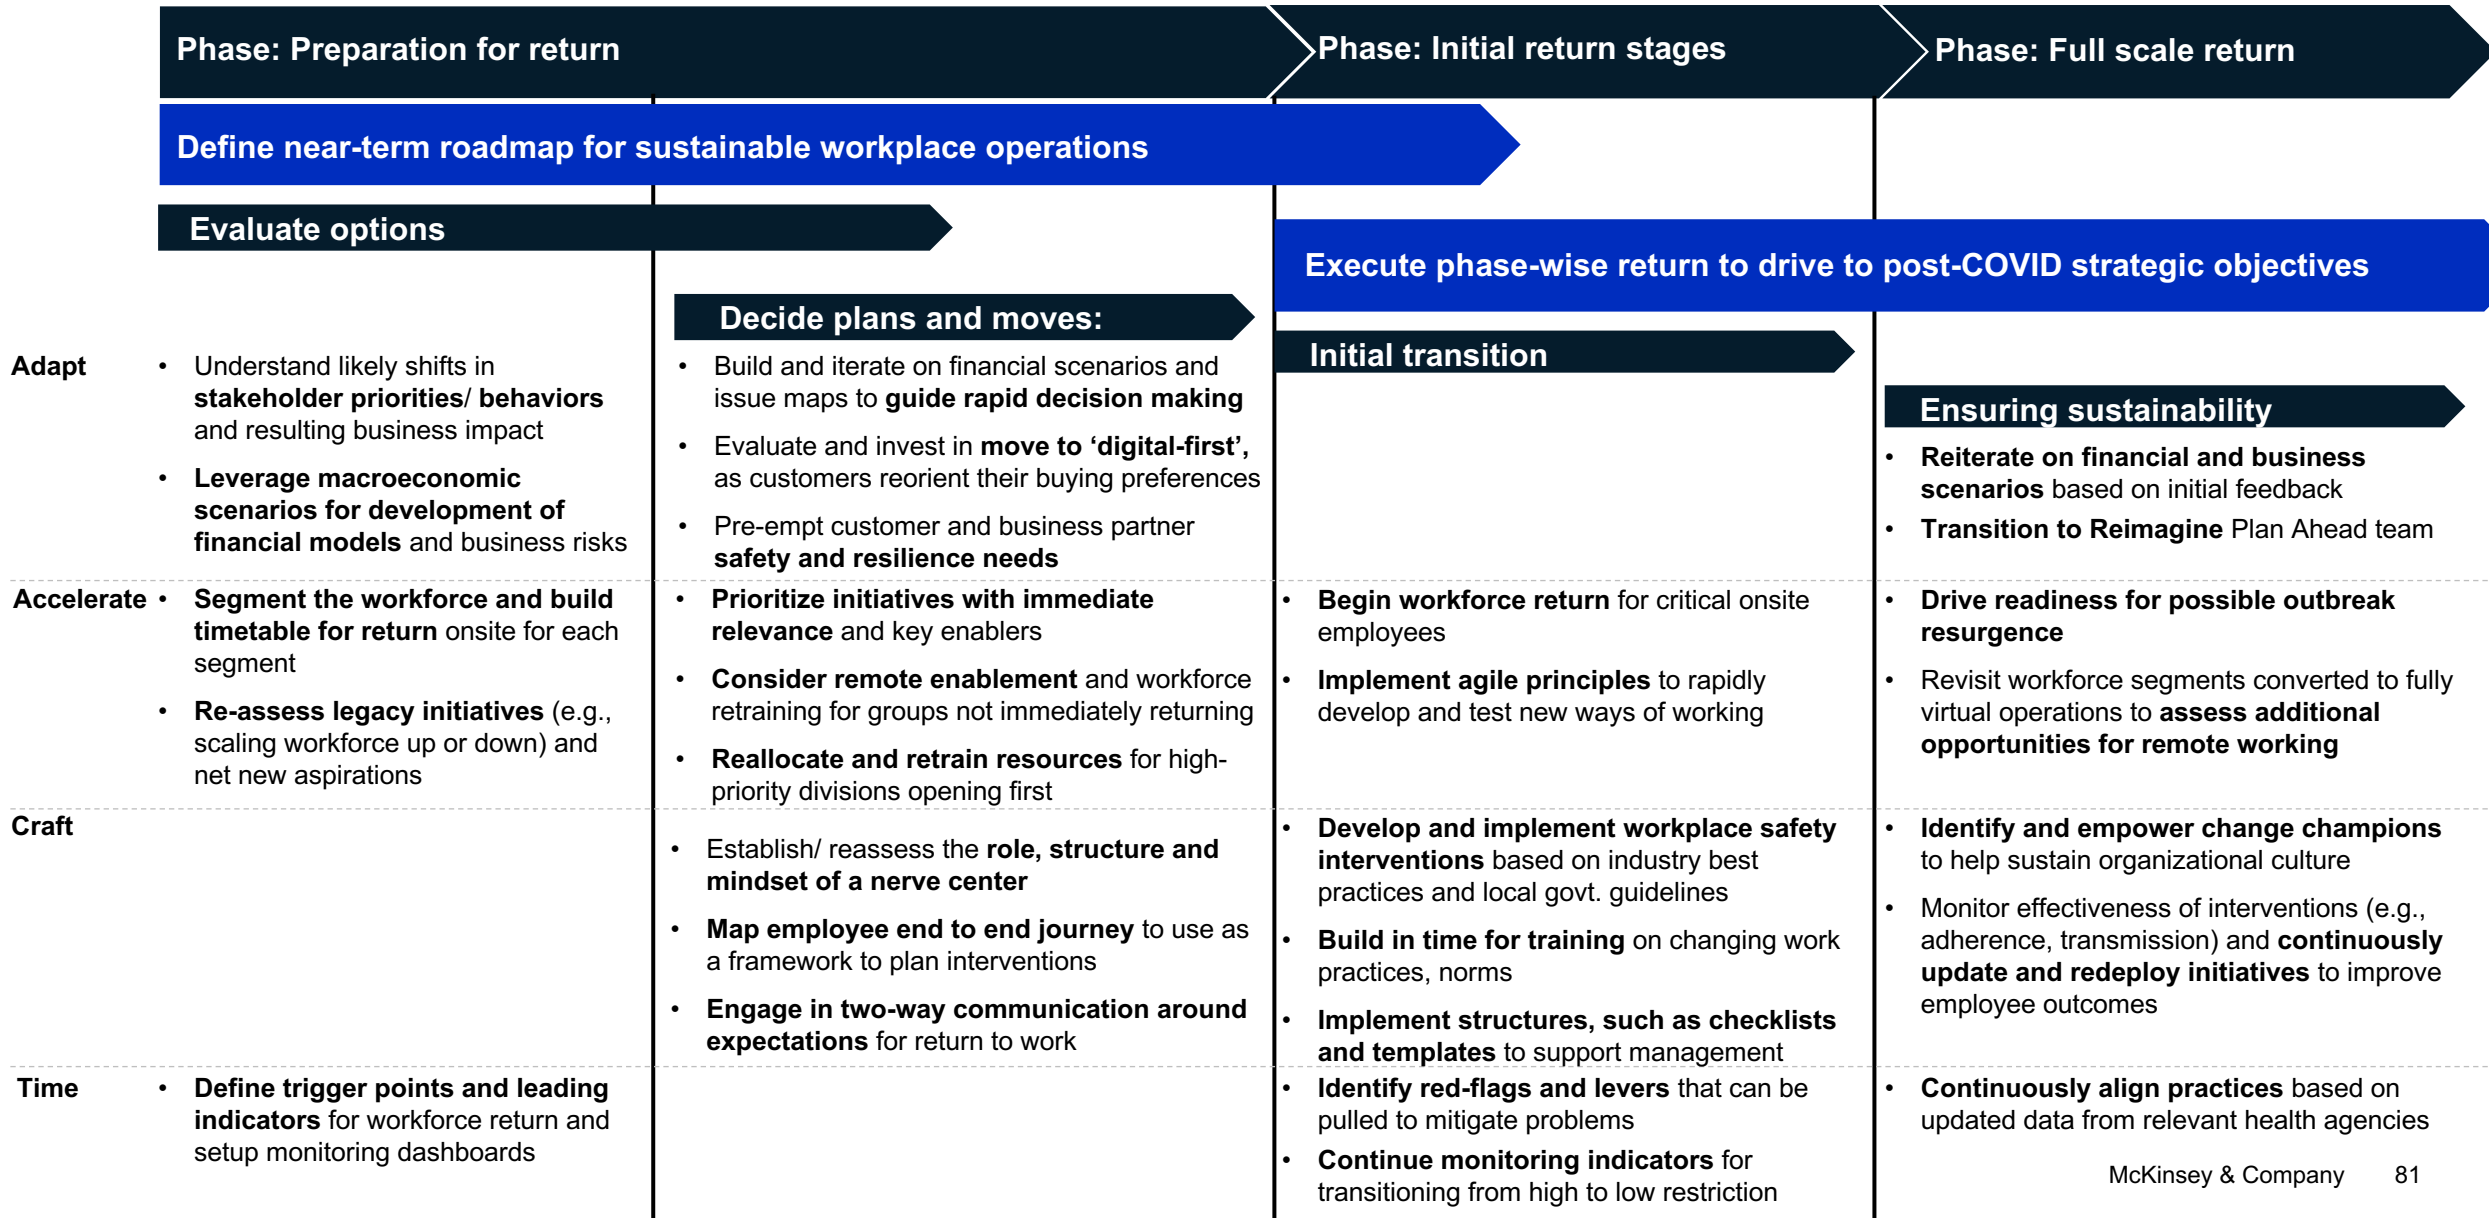 Phase: Preparation for return
Phase: Initial return stages
Phase: Full scale return
Define near-term roadmap for sustainable workplace operations
Evaluate options
Execute phase-wise return to drive to post-COVID strategic objectives
Decide plans and moves:
Initial transition
Ensuring sustainability
Adapt
• Understand likely shifts in
stakeholder priorities/ behaviors
and resulting business impact
• Leverage macroeconomic
scenarios for development of
financial models and business risks
• Build and iterate on financial scenarios and
issue maps to guide rapid decision making
• Evaluate and invest in move to ‘digital-first’,
as customers reorient their buying preferences
• Pre-empt customer and business partner
safety and resilience needs
• Reiterate on financial and business
scenarios based on initial feedback
• Transition to Reimagine Plan Ahead team
Accelerate
• Segment the workforce and build
timetable for return onsite for each
segment
• Re-assess legacy initiatives (e.g.,
scaling workforce up or down) and
net new aspirations
• Prioritize initiatives with immediate
relevance and key enablers
• Consider remote enablement and workforce
retraining for groups not immediately returning
• Reallocate and retrain resources for high-
priority divisions opening first
• Begin workforce return for critical onsite
employees
• Implement agile principles to rapidly
develop and test new ways of working
• Drive readiness for possible outbreak
resurgence
• Revisit workforce segments converted to fully
virtual operations to assess additional
opportunities for remote working
Craft
• Establish/ reassess the role, structure and
mindset of a nerve center
• Map employee end to end journey to use as
a framework to plan interventions
• Engage in two-way communication around
expectations for return to work
• Develop and implement workplace safety
interventions based on industry best
practices and local govt. guidelines
• Build in time for training on changing work
practices, norms
• Implement structures, such as checklists
and templates to support management
• Identify and empower change champions
to help sustain organizational culture
• Monitor effectiveness of interventions (e.g.,
adherence, transmission) and continuously
update and redeploy initiatives to improve
employee outcomes
Time
• Define trigger points and leading
indicators for workforce return and
setup monitoring dashboards
• Identify red-flags and levers that can be
pulled to mitigate problems
• Continue monitoring indicators for
transitioning from high to low restriction
• Continuously align practices based on
updated data from relevant health agencies
McKinsey & Company 81